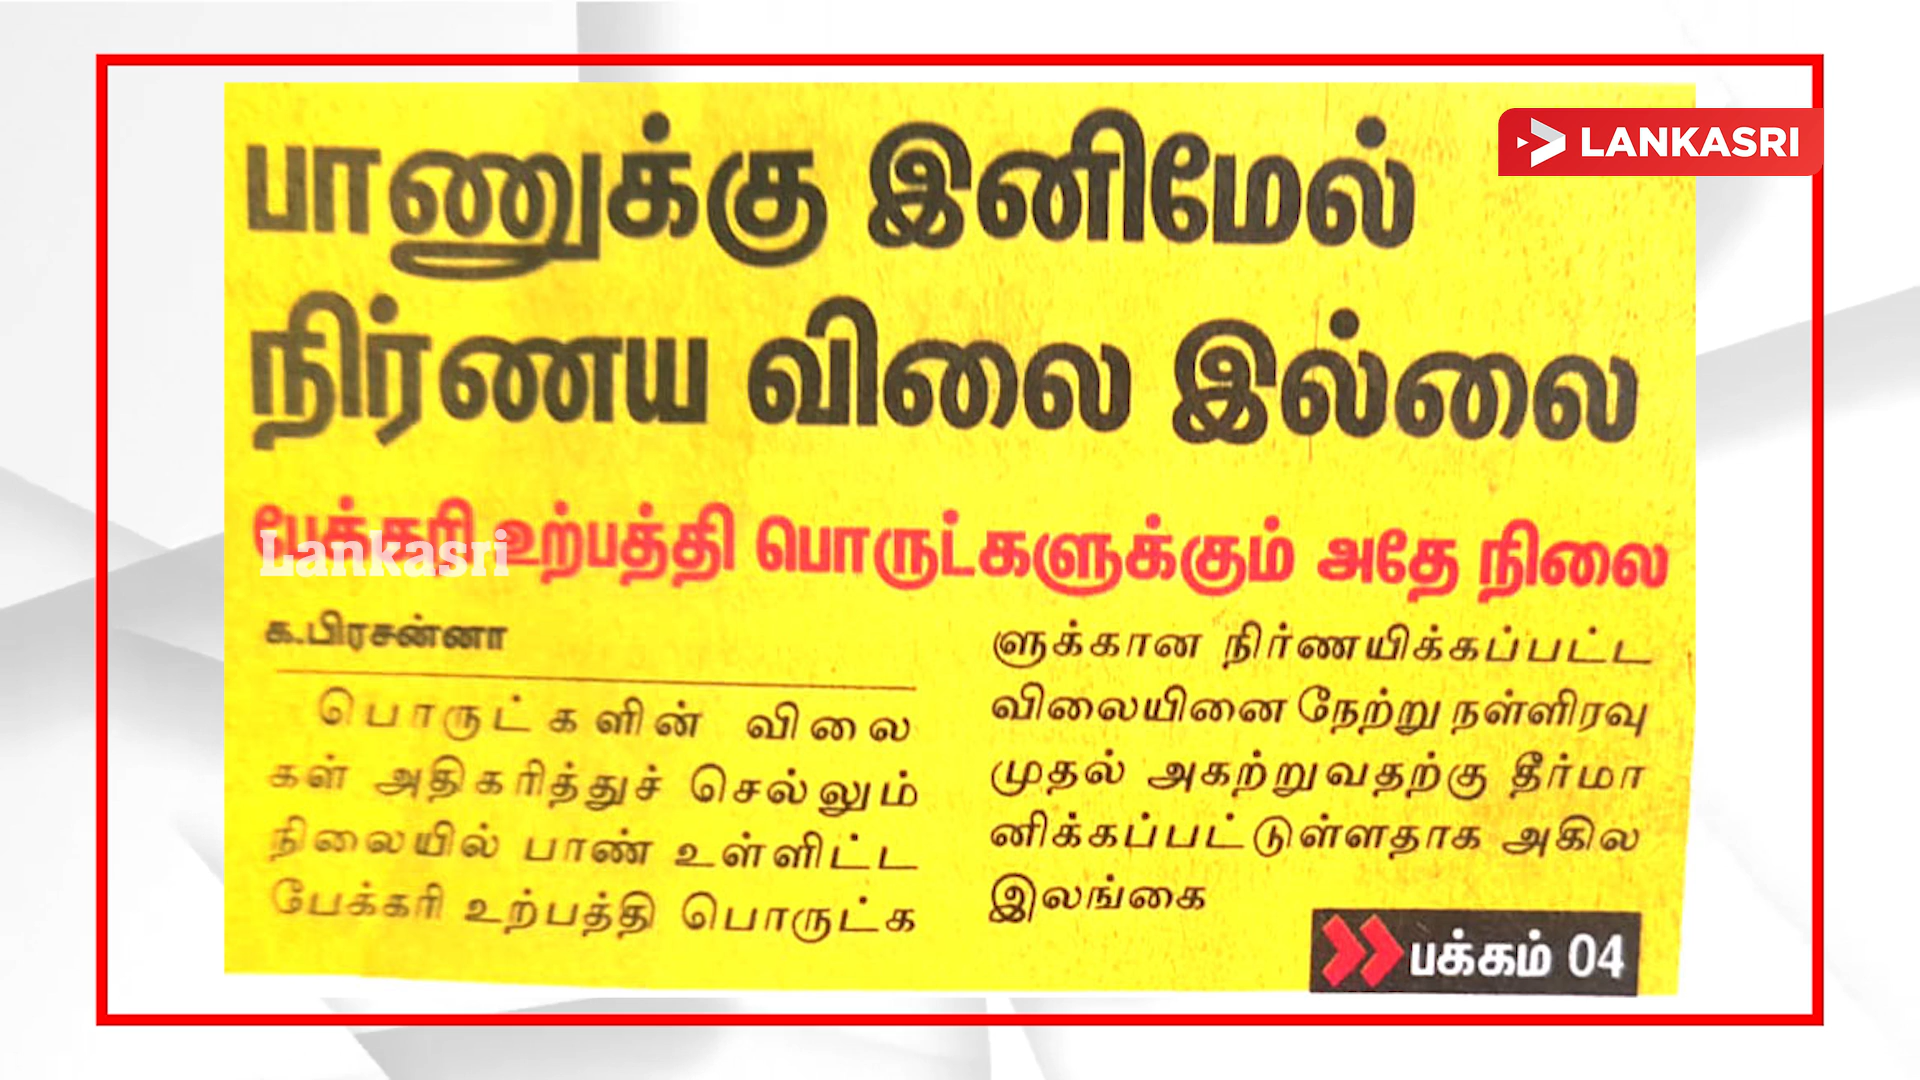 LANKASRI
பாணுக்கு இனிமேல்
நிர்ணய விலை இல்லை
பேக்கரி உற்பத்தி பொருட்களுக்கும் அதே நிலை
Lankasri
க.பிரசன்னா
பொருட்களின் விலை
கள் அதிகரித்துச் செல்லும்
நிலையில் பாண் உள்ளிட்ட
பேக்கரி உற்பத்தி பொருட்க
ளுக்கான நிர்ணயிக்கப்பட்ட
விலையினை நேற்று நள்ளிரவு
முதல் அகற்றுவதற்கு தீர்மா
னிக்கப்பட்டுள்ளதாக அகில
இலங்கை
பக்கம் 04